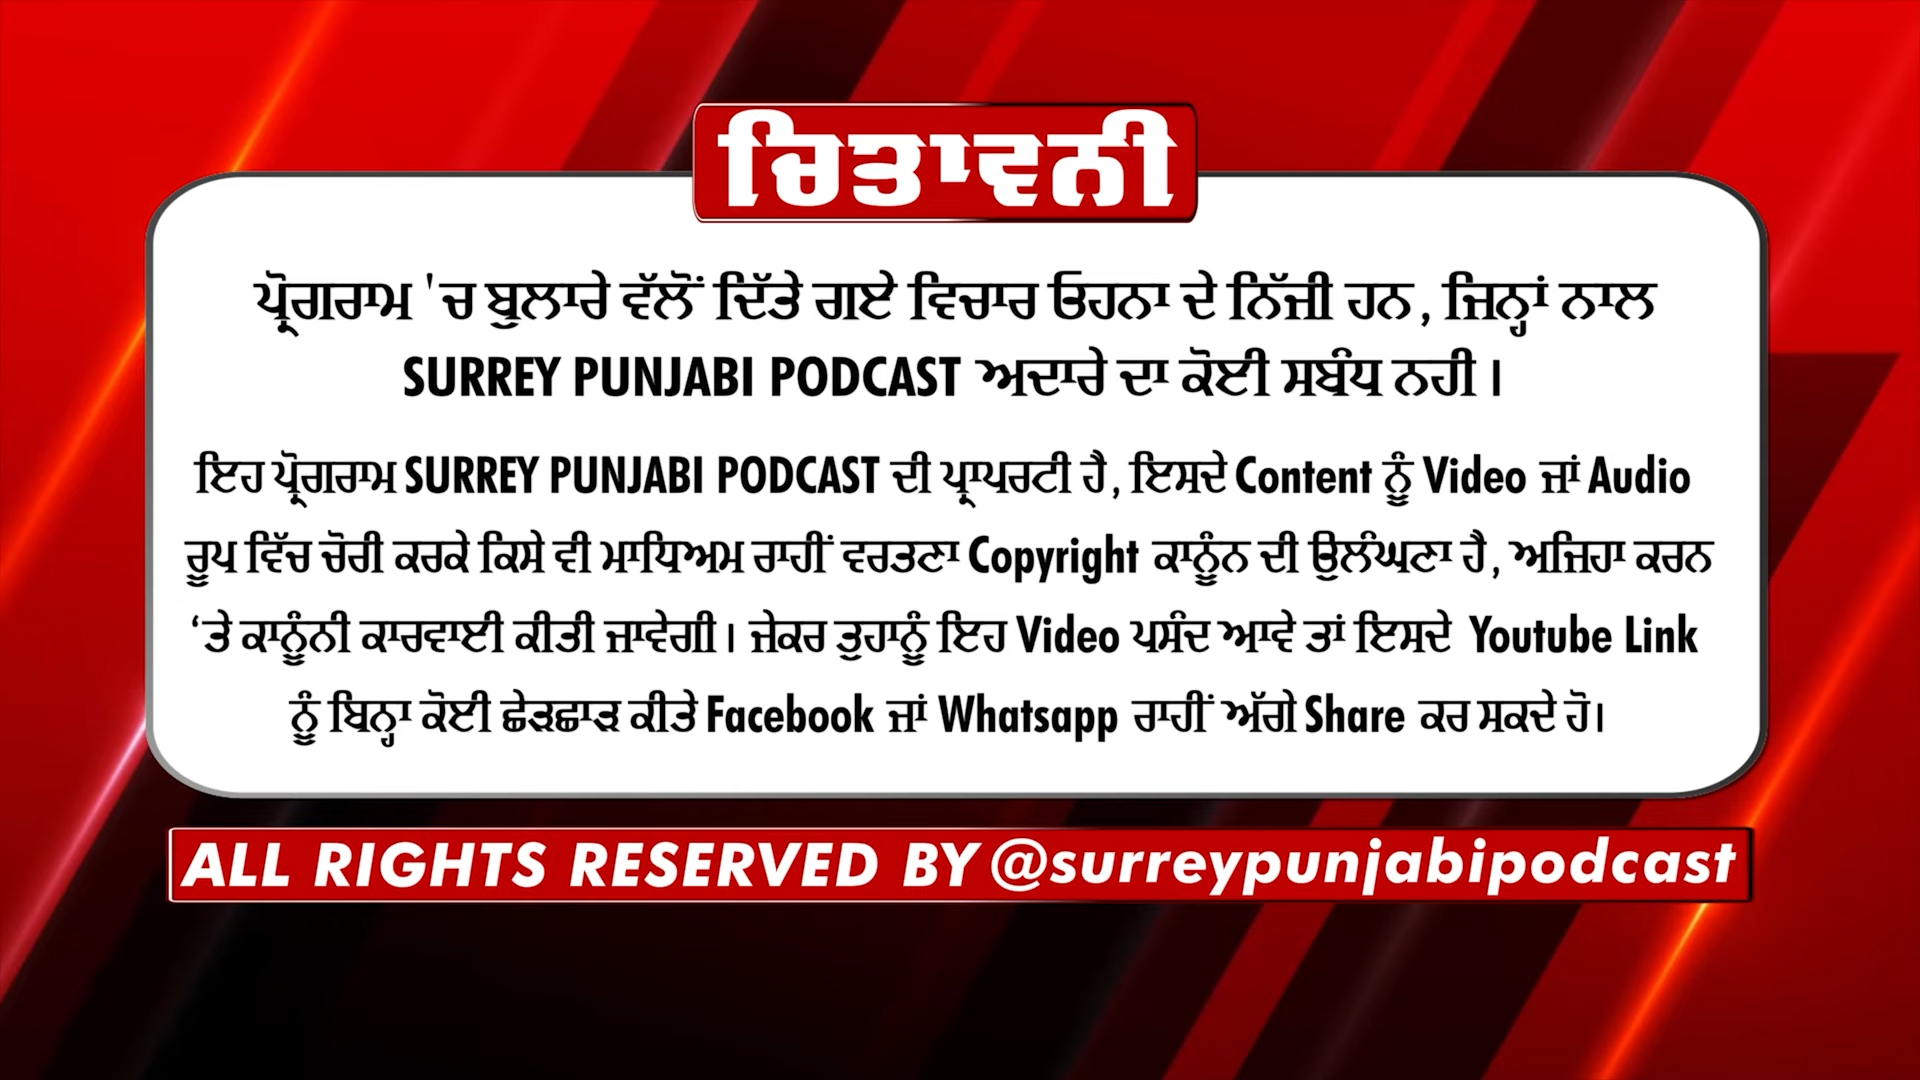 ਚਿਤਾਵਨੀ
ਪ੍ਰੋਗਰਾਮ 'ਚ ਬੁਲਾਰੇ ਵੱਲੋਂ ਦਿੱਤੇ ਗਏ ਵਿਚਾਰ ਓਹਨਾ ਦੇ ਨਿੱਜੀ ਹਨ, ਜਿਨ੍ਹਾਂ ਨਾਲ
SURREY PUNJABI PODCAST ਅਦਾਰੇ ਦਾ ਕੋਈ ਸਬੰਧ ਨਹੀ।
ਇਹ ਪ੍ਰੋਗਰਾਮ SURREY PUNJABI PODCAST ਦੀ ਪ੍ਰਾਪਰਟੀ ਹੈ, ਇਸਦੇ Content ਨੂੰ Video ਜਾਂ Audio
ਰੂਪ ਵਿੱਚ ਚੋਰੀ ਕਰਕੇ ਕਿਸੇ ਵੀ ਮਾਧਿਅਮ ਰਾਹੀਂ ਵਰਤਣਾ Copyright ਕਾਨੂੰਨ ਦੀ ਉਲੰਘਣਾ ਹੈ, ਅਜਿਹਾ ਕਰਨ
‘ਤੇ ਕਾਨੂੰਨੀ ਕਾਰਵਾਈ ਕੀਤੀ ਜਾਵੇਗੀ। ਜੇਕਰ ਤੁਹਾਨੂੰ ਇਹ Video ਪਸੰਦ ਆਵੇ ਤਾਂ ਇਸਦੇ Youtube Link
ਨੂੰ ਬਿਨ੍ਹਾ ਕੋਈ ਛੇੜਛਾੜ ਕੀਤੇ Facebook ਜਾਂ Whatsapp ਰਾਹੀਂ ਅੱਗੇ Share ਕਰ ਸਕਦੇ ਹੋ।
ALL RIGHTS RESERVED BY @surreypunjabipodcast